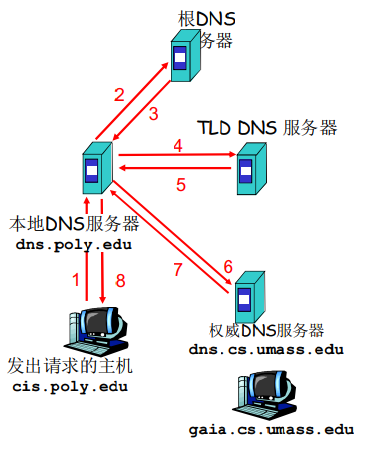 根DNS
务器
2
3
TLD DNS 服务器
4
5
本地DNS服务器
dns.poly.edu
6
7
1
8
权威DNS服务器
dns.cs.umass.edu
发出请求的主机
cis.poly.edu
gaia.cs.umass.edu